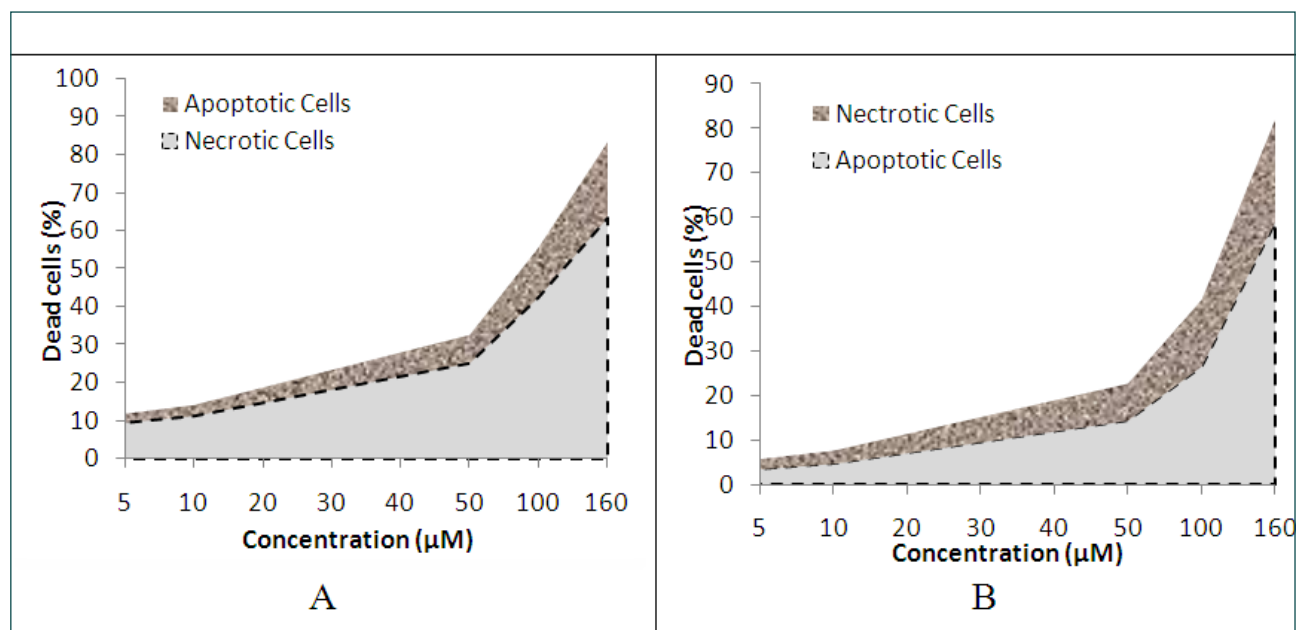 100
90
80
70
60
50
40
30
20
10
0
Dead cells (%)
Apoptotic Cells
Necrotic Cells
5 10 20 30 40 50 100 160
Concentration (µM)
A
90
80
70
60
50
40
30
20
10
0
Dead cells (%)
Nectrotic Cells
Apoptotic Cells
5 10 20 30 40 50 100 160
Concentration (µM)
B